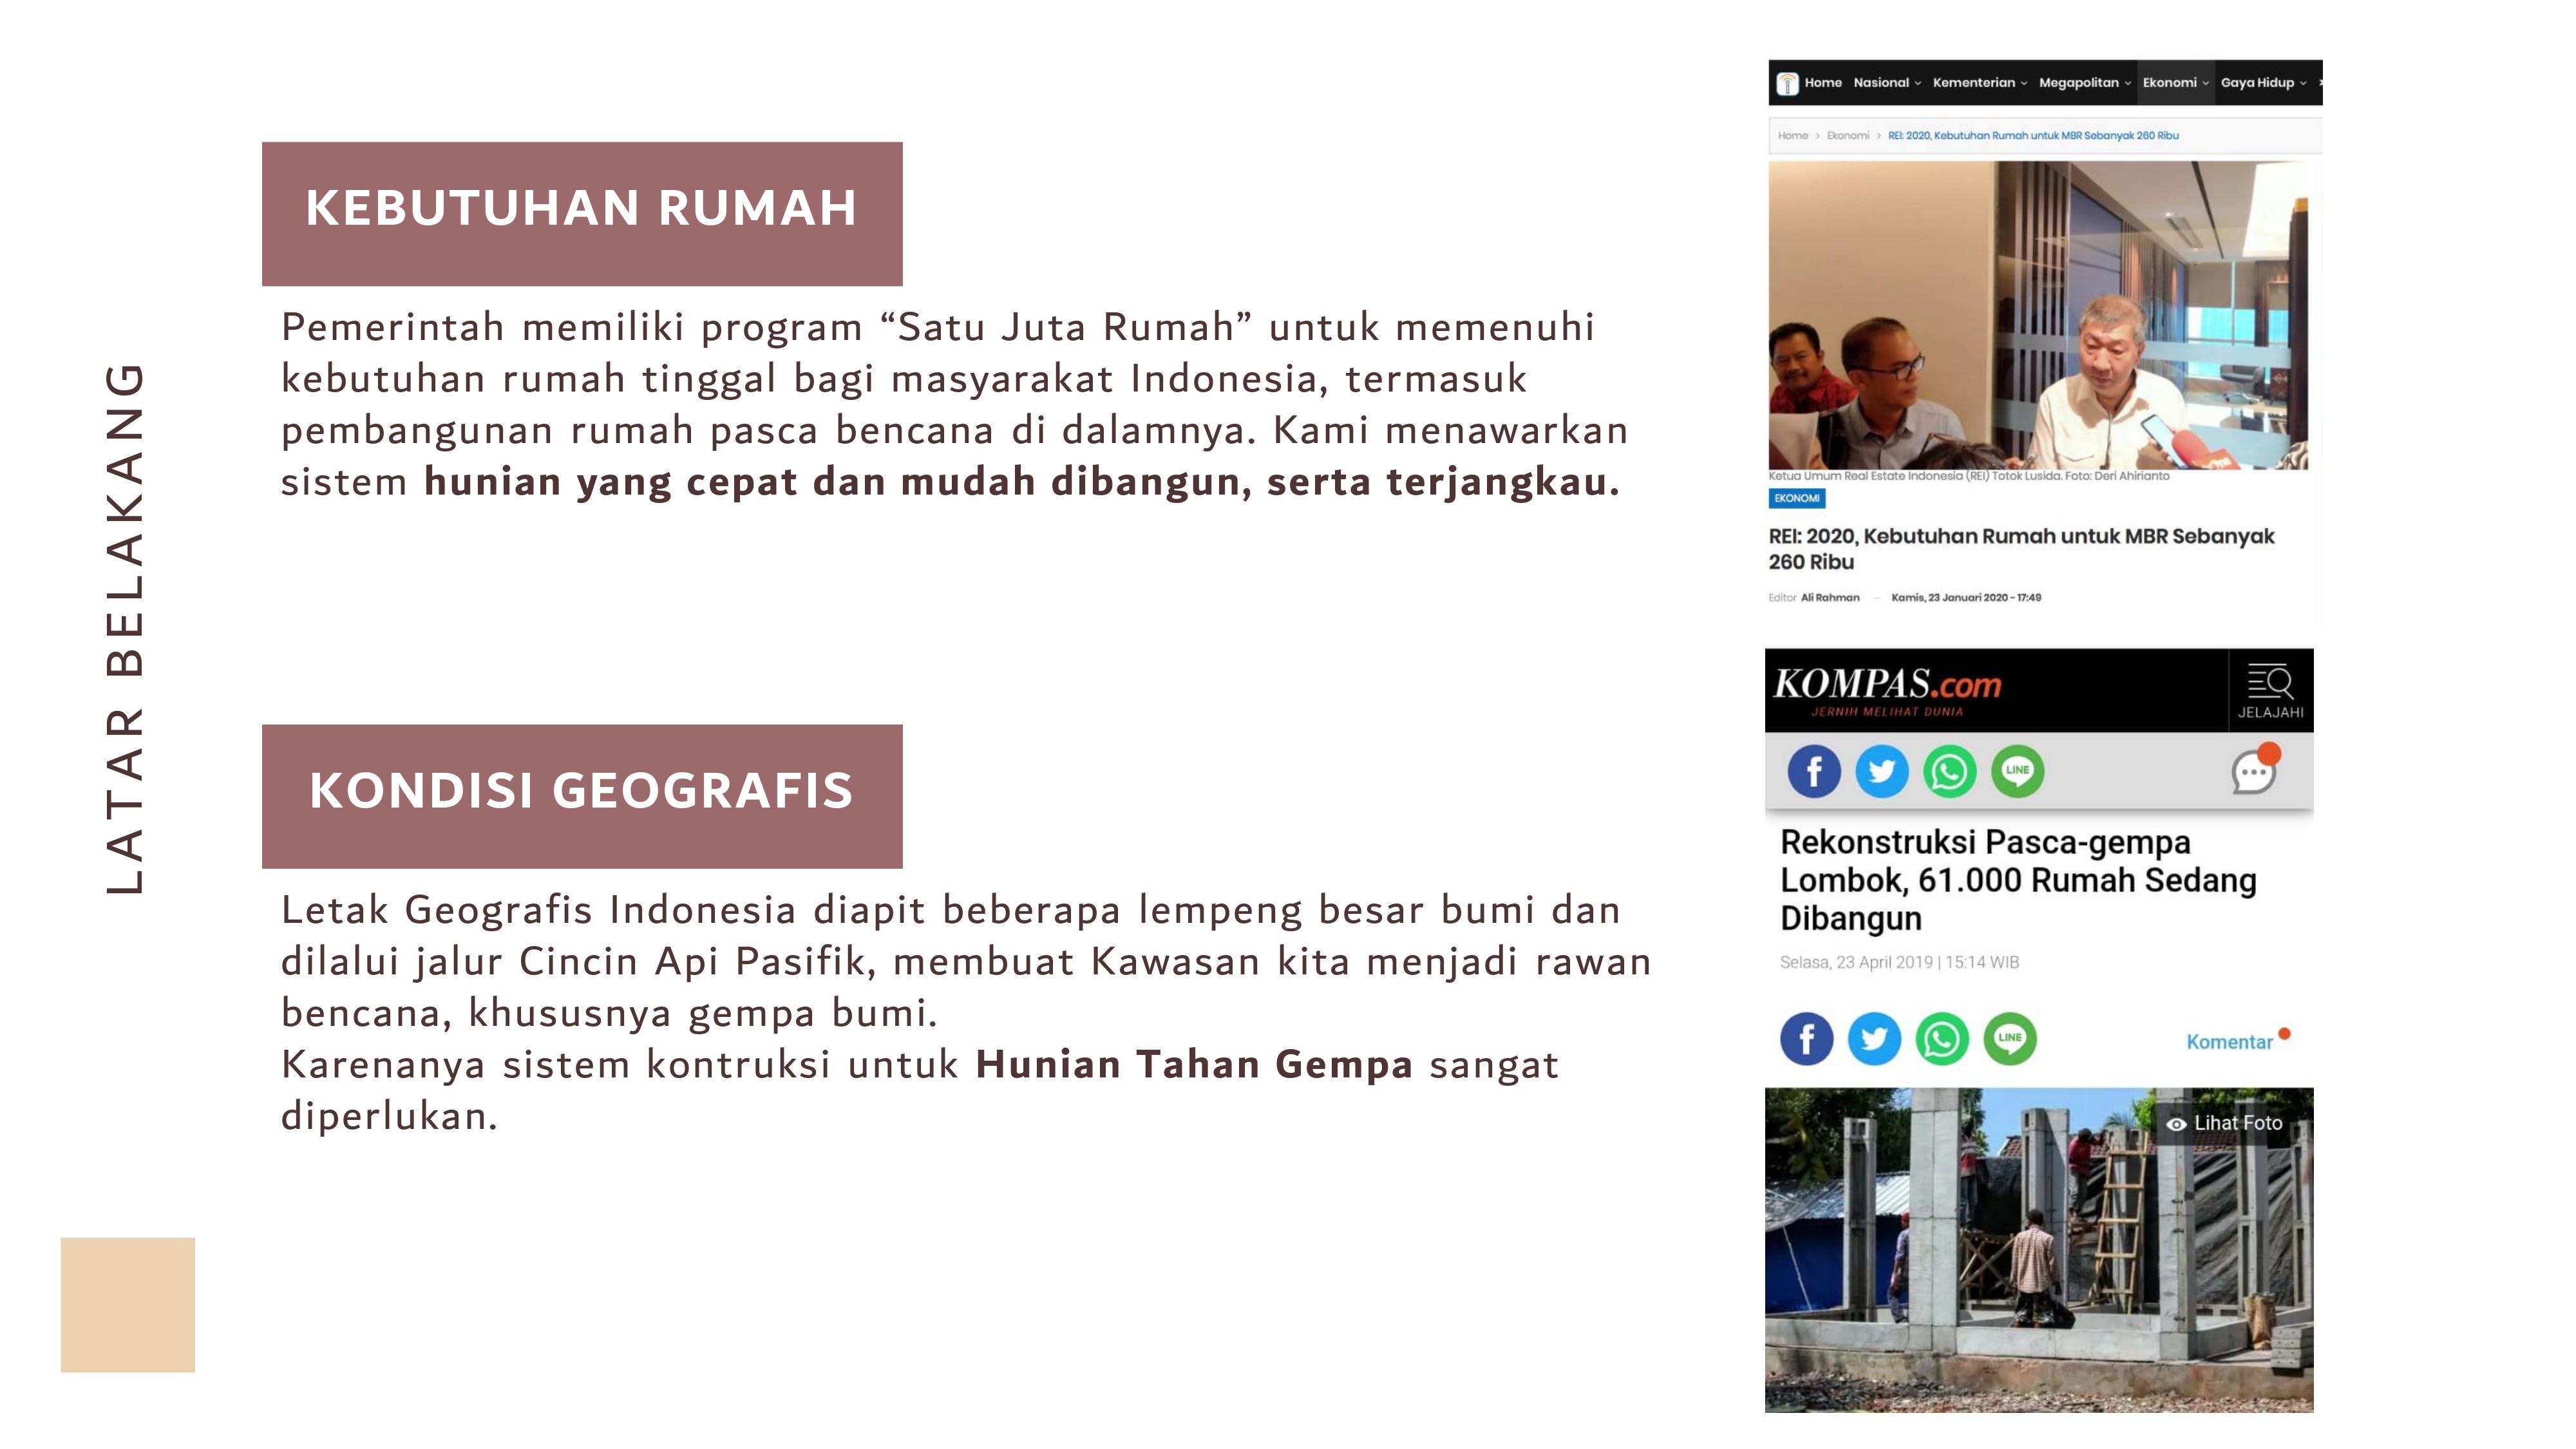 LATAR BELAKANG
KEBUTUHAN RUMAH
Pemerintah memiliki program “Satu Juta Rumah” untuk memenuhi
kebutuhan rumah tinggal bagi masyarakat Indonesia, termasuk
pembangunan rumah pasca bencana di dalamnya. Kami menawarkan
sistem hunian yang cepat dan mudah dibangun, serta terjangkau.
KONDISI GEOGRAFIS
Letak Geografis Indonesia diapit beberapa lempeng besar bumi dan
dilalui jalur Cincin Api Pasifik, membuat Kawasan kita menjadi rawan
bencana, khususnya gempa bumi.
Karenanya sistem kontruksi untuk Hunian Tahan Gempa sangat
diperlukan.
Home Nasional Kementerian Megapolitan Ekonomi Gaya Hidup
Home > Ekonomi > REI: 2020, Kebutuhan Rumah untuk MBR Sebanyak 260 Ribu
Ketua Umum Real Estate Indonesia (REI) Totok Lusida. Foto: Deri Ahirianto
EKONOMI
REI: 2020, Kebutuhan Rumah untuk MBR Sebanyak
260 Ribu
Editor Ali Rahman — Kamis, 23 Januari 2020 - 17:49
KOMPAS.com
JERNIH MELIHAT DUNIA
JELAJAHI
LINE
Rekonstruksi Pasca-gempa
Lombok, 61.000 Rumah Sedang
Dibangun
Selasa, 23 April 2019 | 15:14 WIB
LINE
Komentar
Lihat Foto